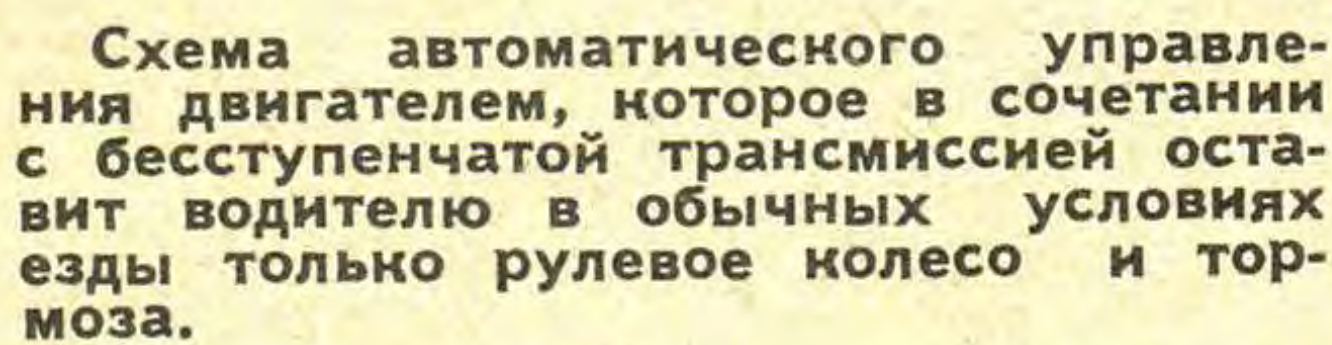 Схема автоматического управле-
ния двигателем, которое в сочетании
с бесступенчатой трансмиссией оста-
вит водителю в обычных условиях
езды только рулевое колесо и тор-
моза.